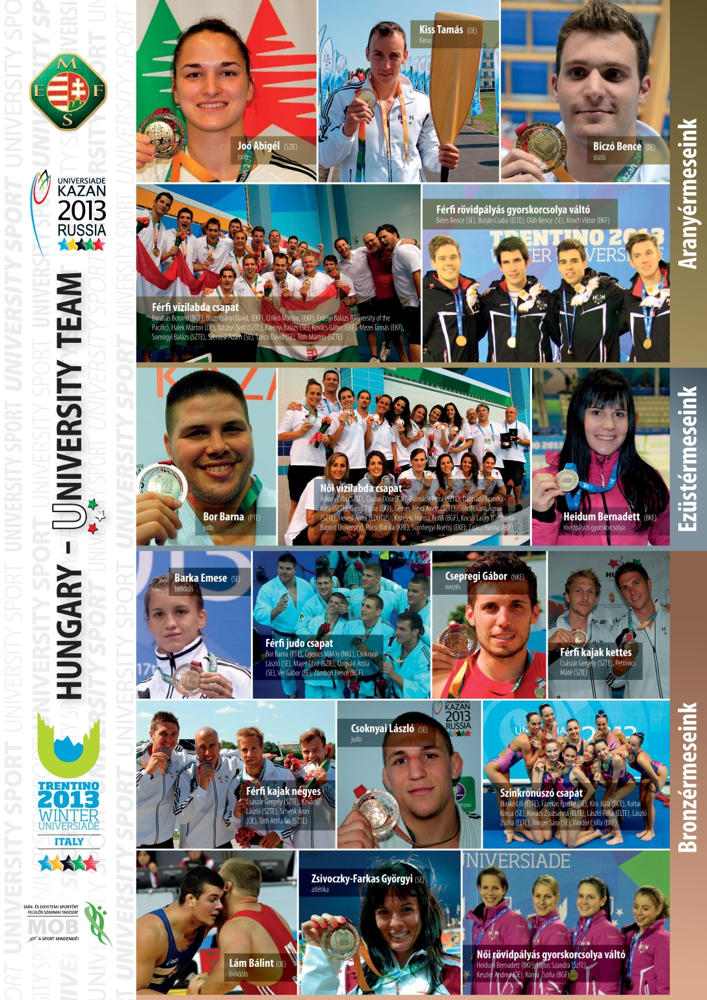 M
E F
S
UNIVERSIADE
KAZAN
2013
RUSSIA
HUNGARY - UNIVERSITY TEAM
TRENTINO
2013
WINTER
UNIVERSIADE
ITALY
DIÁK- ÉS EGYETEMI SPORTÉRT
FELELŐS SZAKMAI TAGOZAT
MOB
A SPORT MINDENKIÉ!
UNIVERSITY SPORT
Aranyérmeseink
Joó Abigél (SZIE)
judo
Kiss Tamás (OE)
Kenu
Biczó Bence (DE)
úszás
Férfi vízilabda csapat
Barabás Botond (BGF), Bisztritsányi Dávid, (EKF), Chilkó Márton, (EKF), Erdélyi Balázs (University of the
Pacific), Halek Márton (DE), Juhász Zsolt (SZTE), Körényi Balázs (SE), Kovács Gábor (EKF), Mezei Tamás (EKF),
Somogyi Balázs (SZTE), Szentesi Ádám (SE), Szécsi Dávid (SE), Tóth Márton (SZTE)
Férfi rövidpályás gyorskorcsolya váltó
Béres Bence (SE), Burján Csaba (ELTE), Oláh Bence (SE), Knoch Viktor (BKF)
TRENTINO 2013
WINTER UNIVERSI
Ezüstérmeseink
Bor Barna (PTE)
judo
Női vízilabda csapat
Árkosy Lilla (SZTE), Csabai Dóra (KJF), Dalmády Petra (SZTE), Dalmády Szandra
Kata (SZTE), Gangl Edina (EKF), Gémes Alexa Anett (SZTE), Gundl Diána Ágnes
(SZTE), Hevesi Anita (EDUTUS), Kisteleki Hanna Anna (BGF), Kocsis Laura (California
Baptist University), Pócsi Bianka (KRE), Somhegyi Noémi (EKF), Zajácz Hanna (EKF)
Heidum Bernadett (BKF)
rövidpályás gyorskorcsolya
Bronzérmeseink
Barka Emese (SE)
birkózás
Férfi judo csapat
Bor Barna (PTE), Cirjenics Miklós (NKE), Csoknyai
László (SE), Majer Tibor (SZIE), Ungvári Attila
(SE), Vér Gábor (SE), Zámbori Bence (BGF)
Csepregi Gábor (NKE)
evezés
Férfi kajak kettes
Császár Gergely (SZTE), Petrovics
Máté (SZIE)
Férfi kajak négyes
Császár Gergely (SZTE), Kovács
László (SZTE), Schenk Áron
(ÓE), Tóth Attila Tas (SZTE)
Csoknyai László (SE)
judo
UNIVERSIADE
KAZAN
2013
RUSSIA
Szinkronúszó csapat
Blaskó Lili (ELTE), Fazekas Eperke (SE), Kiss Júlia (BCE), Koltai
Kinga (SE), Kovács Zsuzsanna (ELTE), László Réka (ELTE), László
Zsófia (ELTE), Tringer Sára (SE), Vándor Csilla (BKF)
Lám Bálint (OE)
birkózás
Zsivoczky-Farkas Györgyi (SE)
atlétika
UNIVERSIADE
Női rövidpályás gyorskorcsolya váltó
Heidum Bernadett (BKF), Lajtos Szandra (SzTE),
Keszler Andrea (ÓE), Kónya Zsófia (BGF)